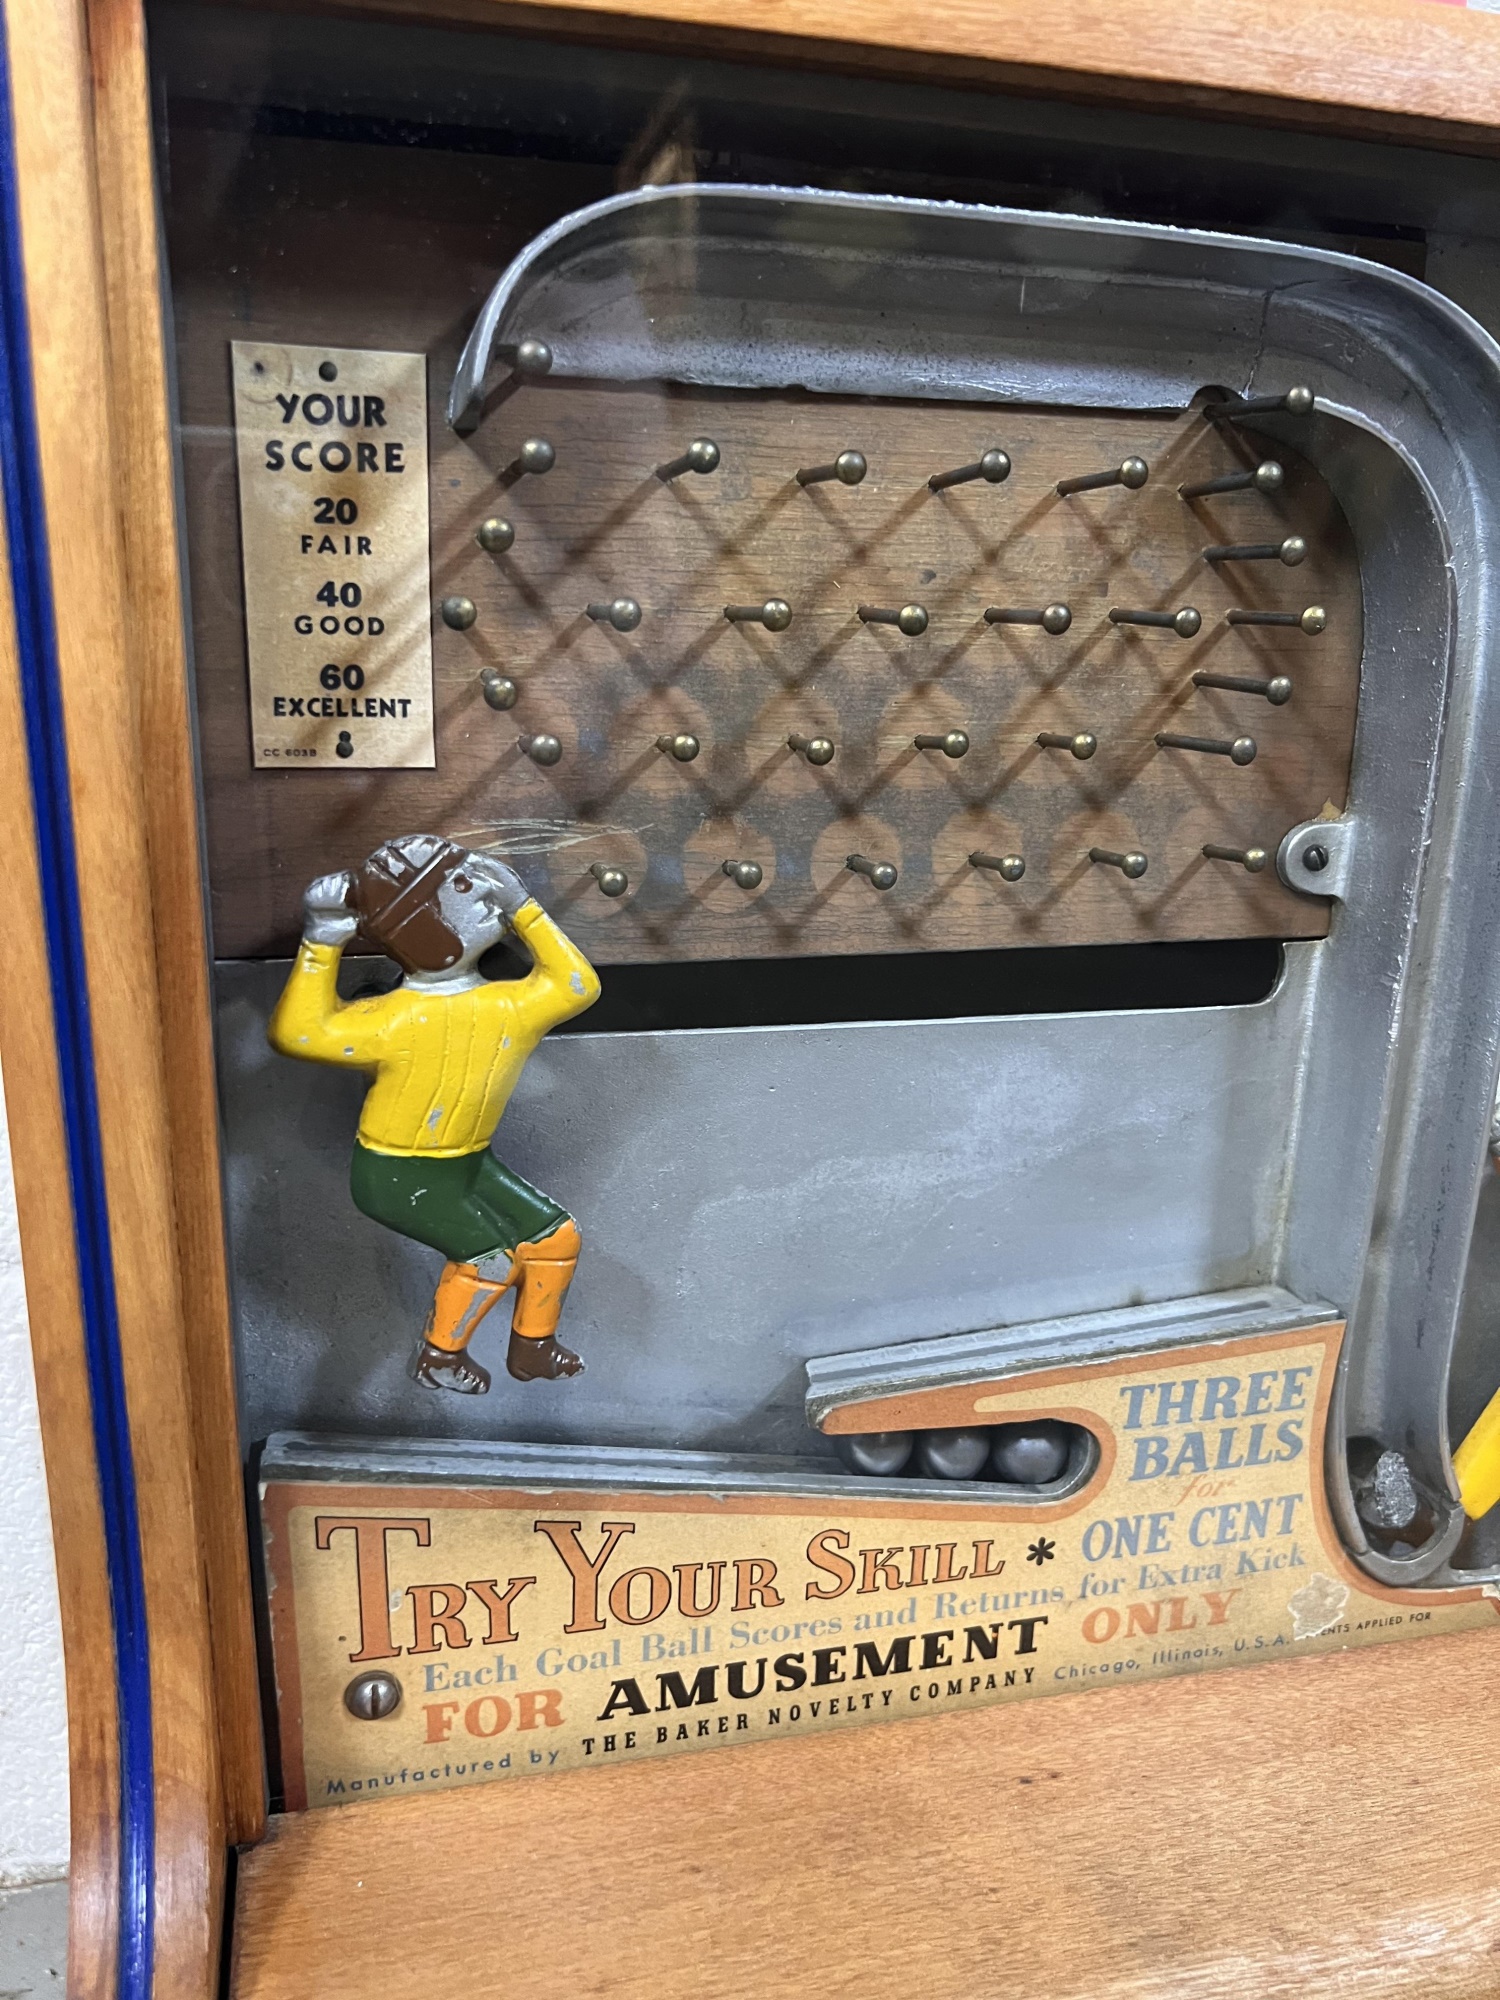 YOUR
SCORE
20
FAIR
40
GOOD
60
EXCELLENT
CC 603B
THREE
BALLS
for
TRY YOUR SKILL * ONE CENT
Each Goal Ball Scores and Returns for Extra Kick
FOR AMUSEMENT ONLY
Manufactured by THE BAKER NOVELTY COMPANY Chicago, Illinois, U.S.A. APPLIED FOR